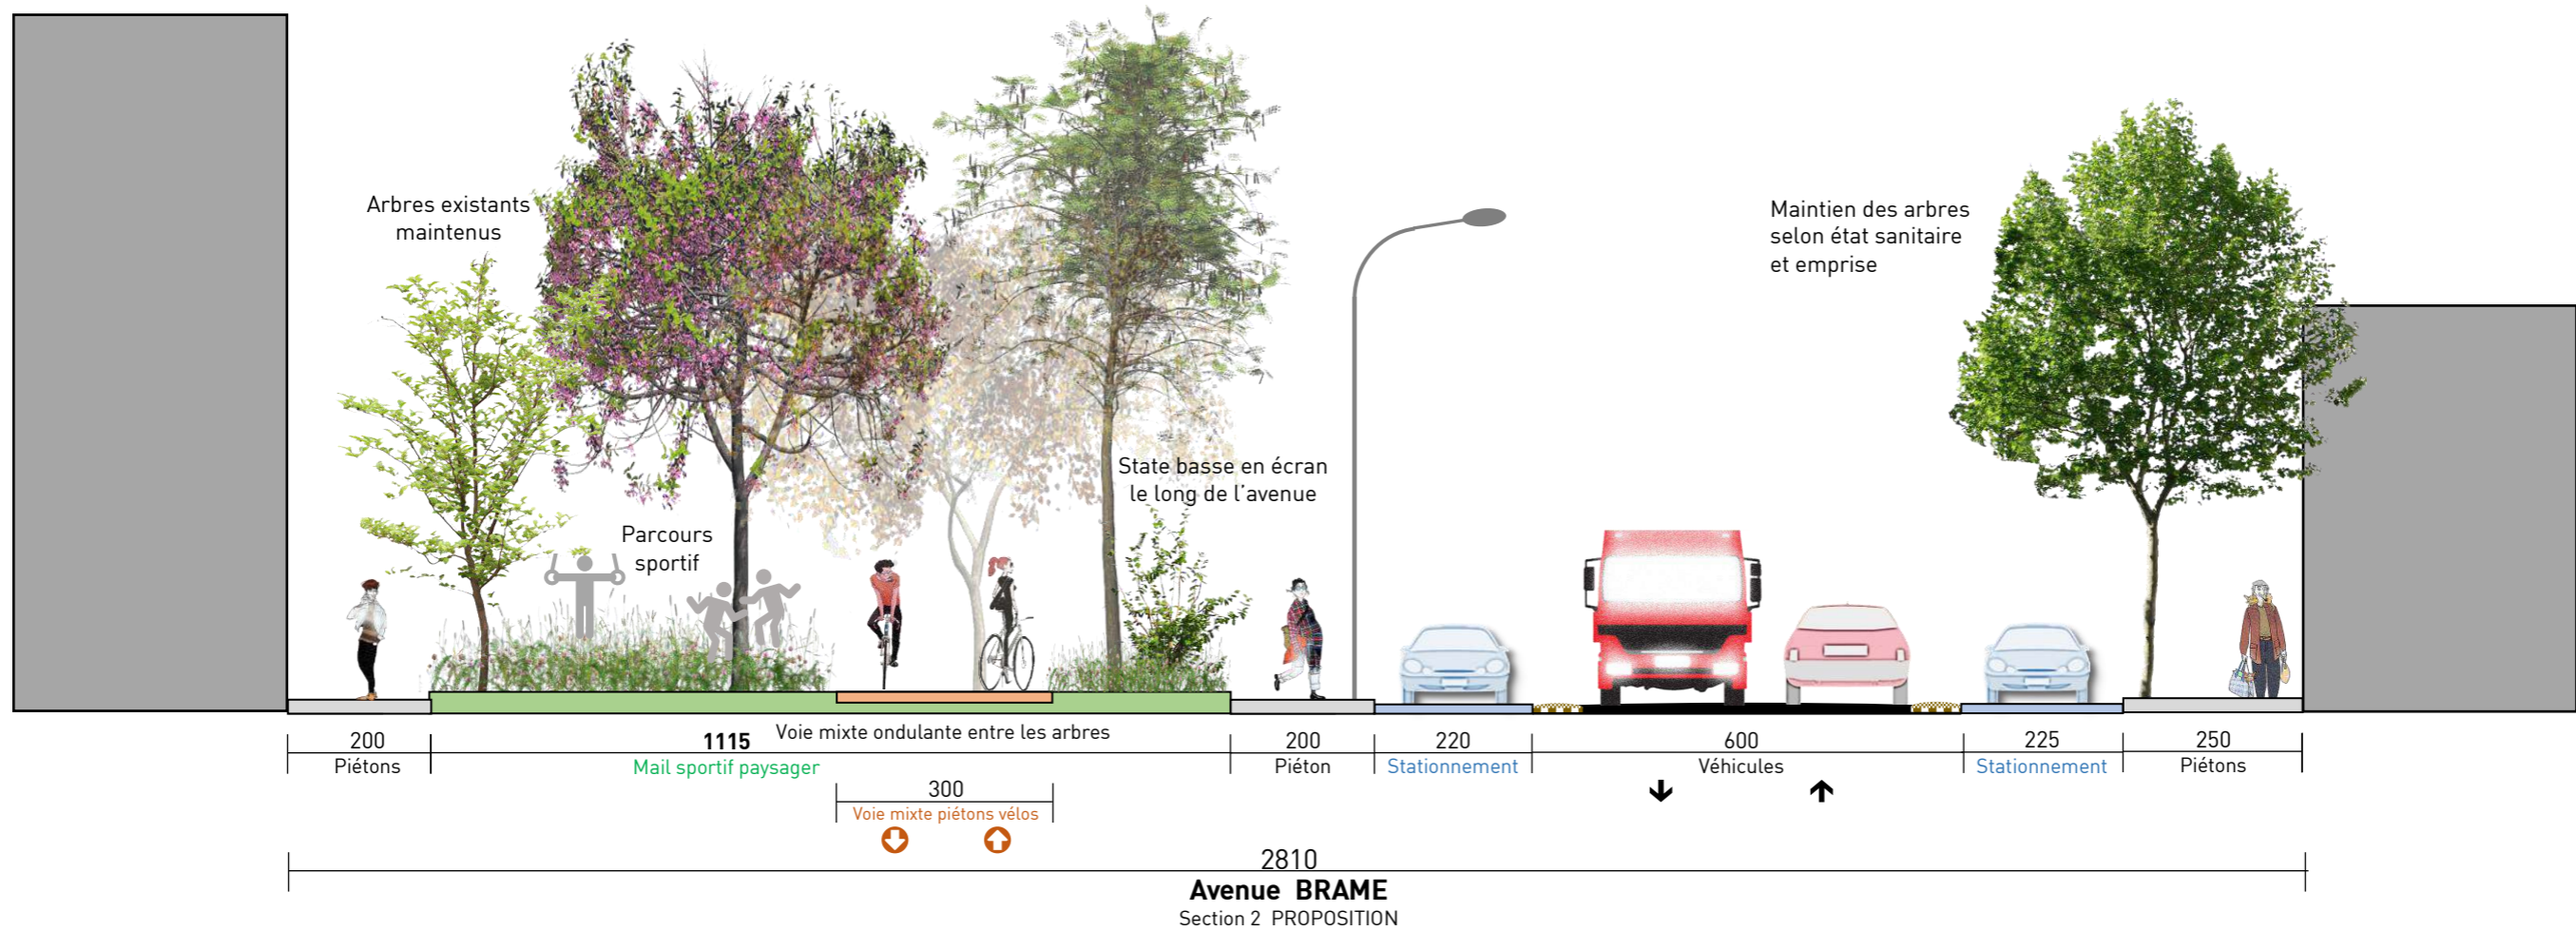 Arbres existants
maintenus
Parcours
sportif
State basse en écran
le long de l'avenue
Maintien des arbres
selon état sanitaire
et emprise
Voie mixte ondulante entre les arbres
200
Piétons
1115
Mail sportif paysager
200
Piéton
220
Stationnement
600
Véhicules
225
Stationnement
250
Piétons
300
Voie mixte piétons vélos
2810
Avenue BRAME
Section 2 PROPOSITION